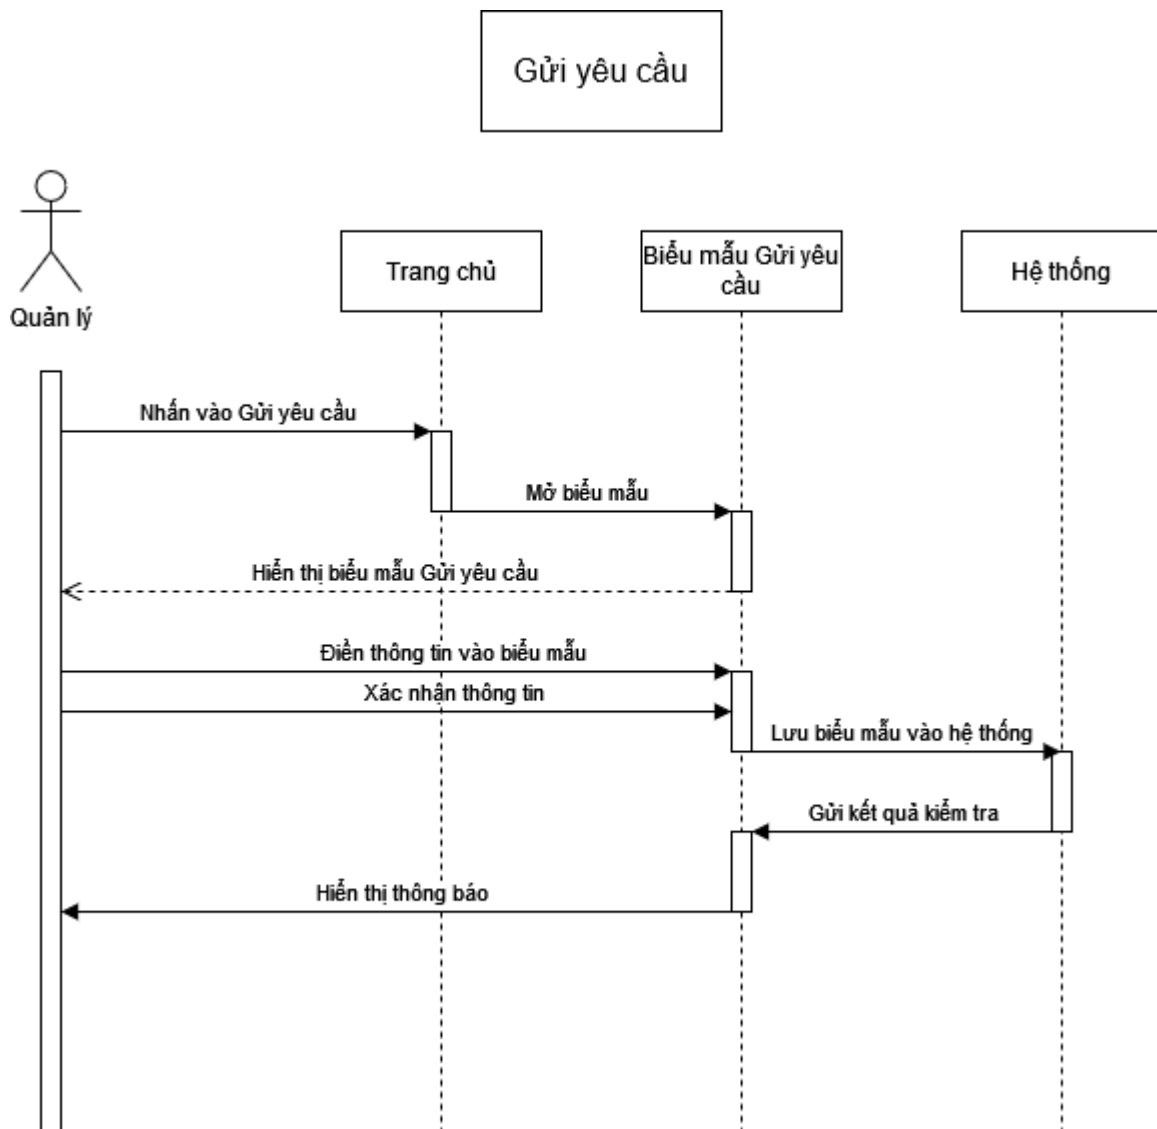 Gửi yêu cầu
Quản lý
Trang chủ
Biểu mẫu Gửi yêu
cầu
Hệ thống
Nhấn vào Gửi yêu cầu
Mở biểu mẫu
Hiển thị biểu mẫu Gửi yêu cầu
Điền thông tin vào biểu mẫu
Xác nhận thông tin
Lưu biểu mẫu vào hệ thống
Gửi kết quả kiểm tra
Hiển thị thông báo